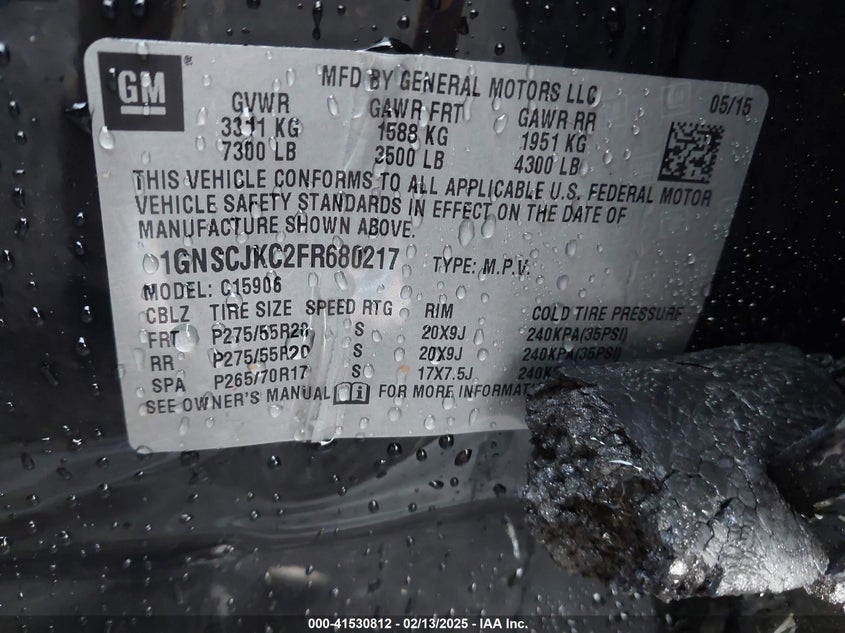 GM
MFD BY GENERAL MOTORS LLC
05/15
GVWR GAWR FRT GAWR RR
3311 KG 1588 KG 1951 KG
7300 LB 3500 LB 4300 LB
THIS VEHICLE CONFORMS TO ALL APPLICABLE U.S. FEDERAL MOTOR
VEHICLE SAFETY STANDARDS IN EFFECT ON THE DATE OF
MANUFACTURE SHOWN ABOVE.
1GNSCJKC2FR680217 TYPE: M.P.V.
MODEL: C15906
CBLZ TIRE SIZE SPEED RTG RIM COLD TIRE PRESSURE
FRT P275/55R20 S 20X9J 240KPA(35PSI)
RR P275/55R20 S 20X9J 240KPA(35PSI)
SPA P265/70R17 S 17X7.5J
SEE OWNER'S MANUAL FOR MORE
000-41530812 - 02/13/2025 - IAA Inc.